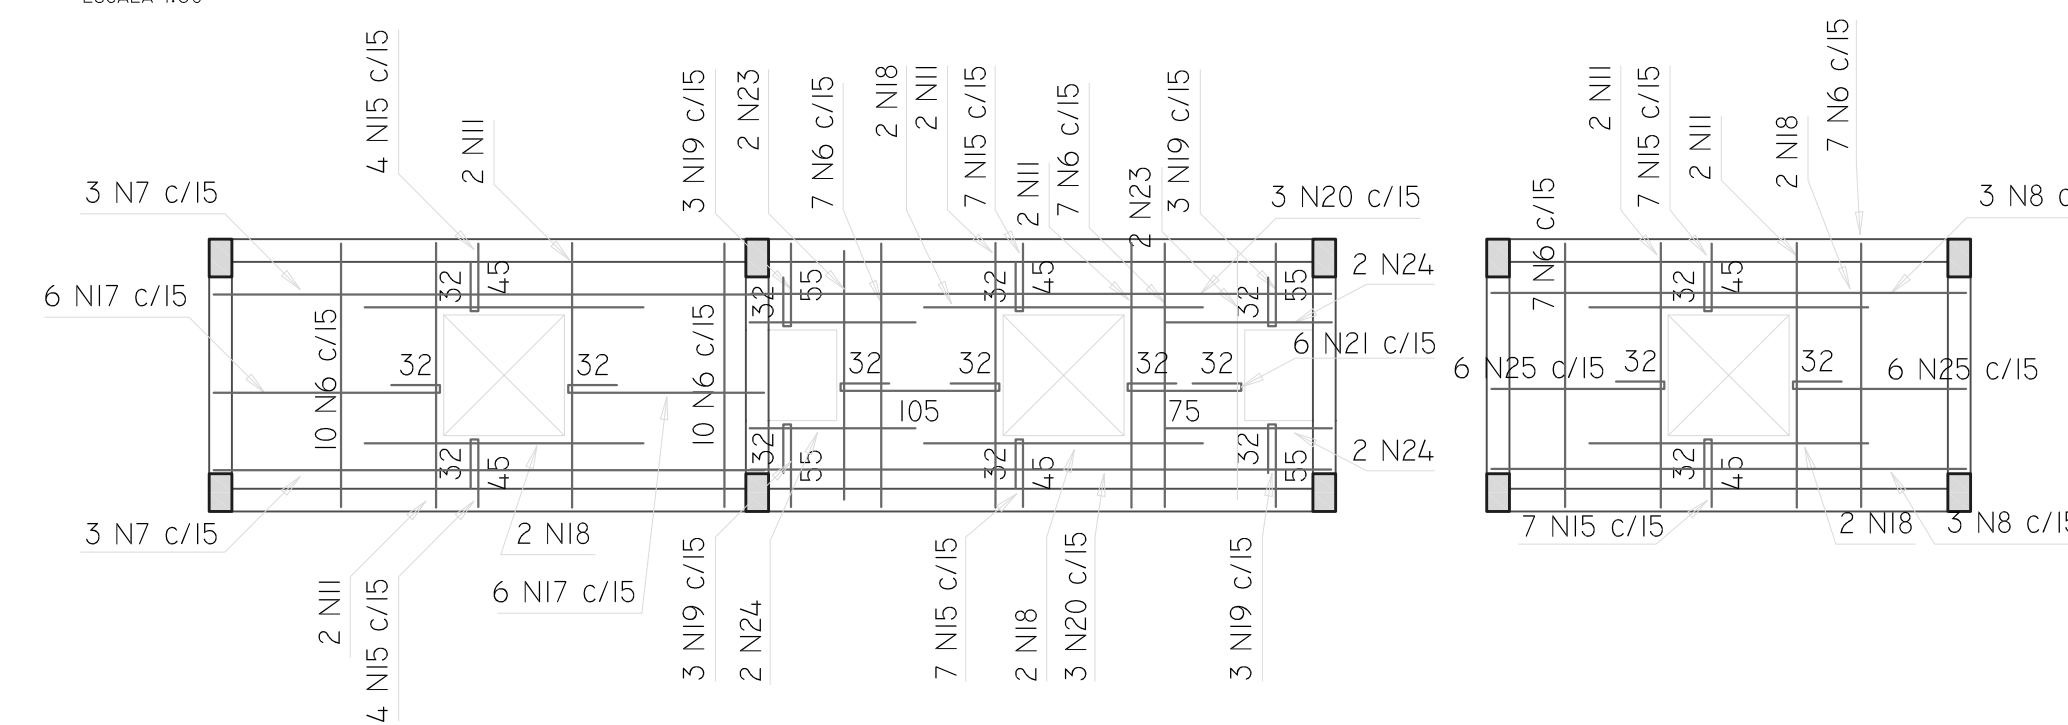 4 N15 c/15
2 N11
3 N19 c/15
2 N23
7 N6 c/15
2 N18
2 N11
7 N15 c/15
2 N11
7 N6 c/15
2 N23
3 N19 c/15
2 N11
7 N15 c/15
2 N11
2 N18
7 N6 c/15
3 N7 c/15
3 N20 c/15
7 N6 c/15
3 N8 c
6 N17 c/15
32
45
32
55
32
45
32
55
2 N24
32
45
10 N6 c/15
10 N6 c/15
6 N21 c/15
32
32
32
32
32
32
6 N25 c/15
32
32
6 N25 c/15
105
75
32
45
32
55
32
45
32
55
2 N24
32
45
3 N7 c/15
2 N18
7 N15 c/15
2 N18
3 N8 c/15
6 N17 c/15
2 N11
4 N15 c/15
3 N19 c/15
2 N24
7 N15 c/15
2 N18
3 N20 c/15
3 N19 c/15